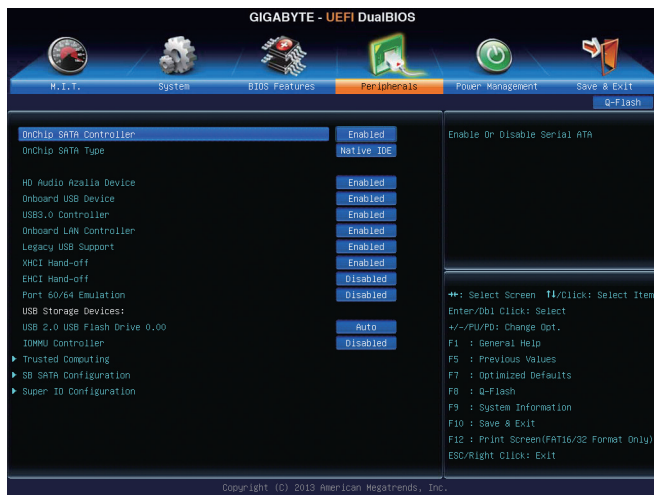 GIGABYTE - UEFI DualBIOS
M.I.T.
System
BIOS Features
Peripherals
Power Management
Save & Exit
Q-Flash
OnChip SATA Controller Enabled
OnChip SATA Type Native IDE
HD Audio Azalia Device Enabled
Onboard USB Device Enabled
USB3.0 Controller Enabled
Onboard LAN Controller Enabled
Legacy USB Support Enabled
XHCI Hand-off Enabled
EHCI Hand-off Disabled
Port 60/64 Emulation Disabled
USB Storage Devices:
USB 2.0 USB Flash Drive 0.00 Auto
IOMMU Controller Disabled
Trusted Computing
SB SATA Configuration
Super IO Configuration
Enable Or Disable Serial ATA
→←: Select Screen ↑↓/Click: Select Item
Enter/Dbl Click: Select
+/-/PU/PD: Change Opt.
F1 : General Help
F5 : Previous Values
F7 : Optimized Defaults
F8 : Q-Flash
F9 : System Information
F10 : Save & Exit
F12 : Print Screen(FAT16/32 Format Only)
ESC/Right Click: Exit
Copyright (C) 2013 American Megatrends, Inc.